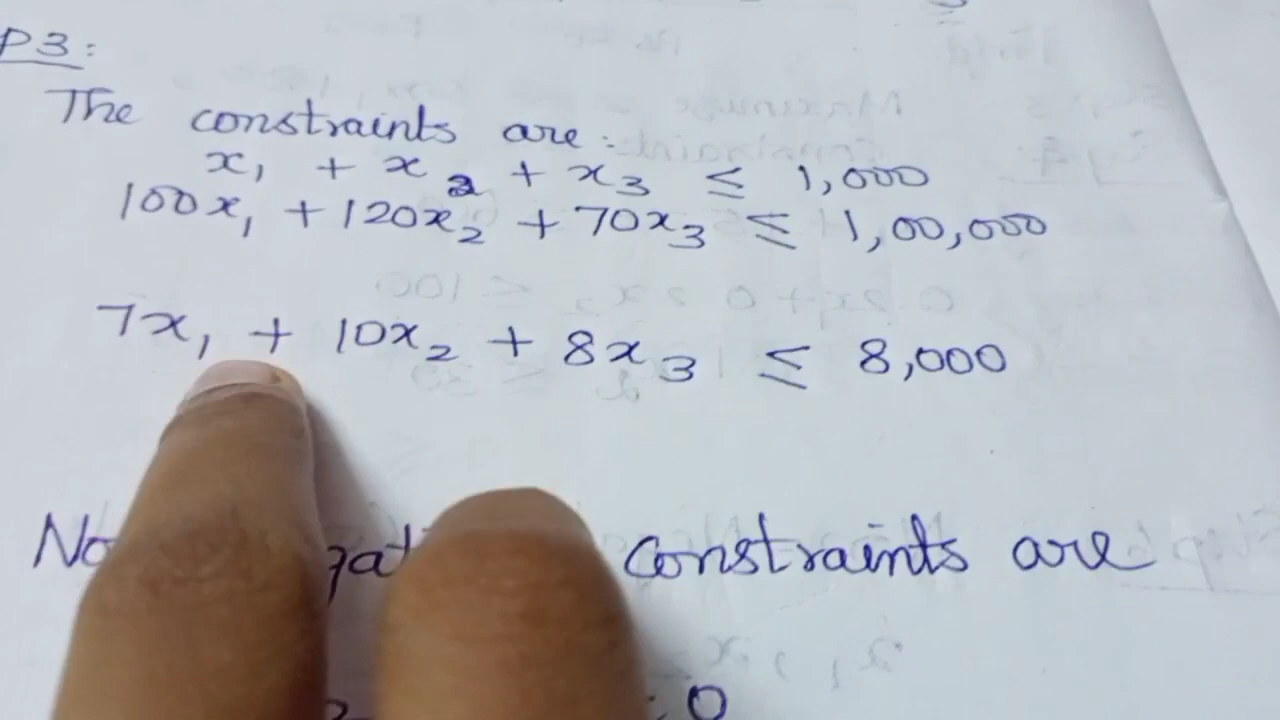 P3:
The constraints are:
x₁ + x₂ + x₃ ≤ 1,000
100x₁ + 120x₂ + 70x₃ ≤ 1,00,000
7x₁ + 10x₂ + 8x₃ ≤ 8,000
constraints are
0